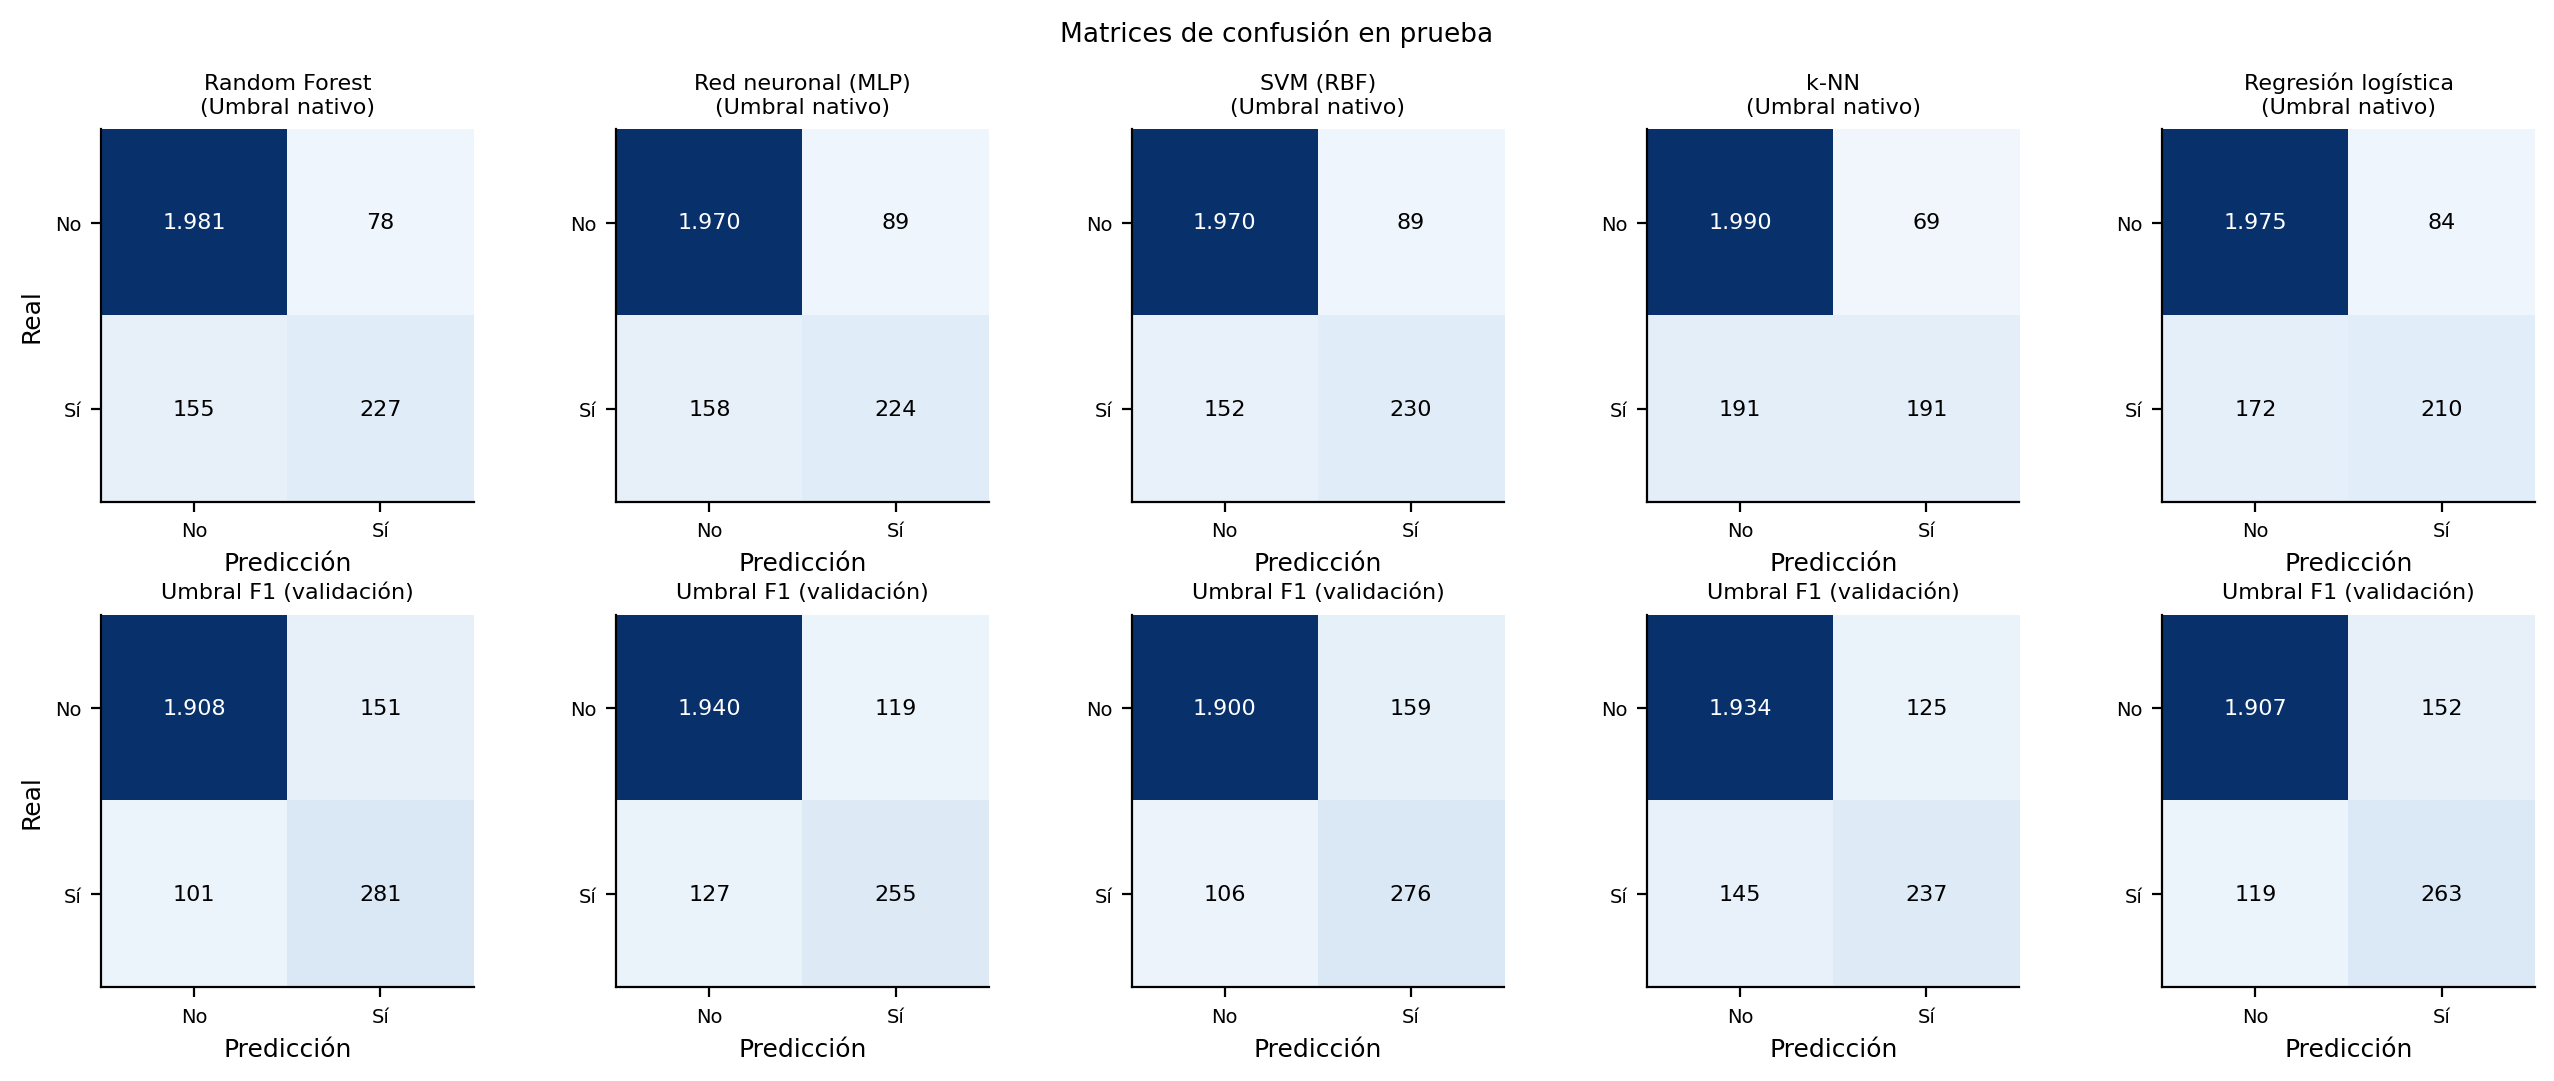 Matrices de confusión en prueba
Random Forest
(Umbral nativo)
Red neuronal (MLP)
(Umbral nativo)
SVM (RBF)
(Umbral nativo)
k-NN
(Umbral nativo)
Regresión logística
(Umbral nativo)
Real
No
1.981 78
Sí
155 227
No Sí
Predicción
No
1.970 89
Sí
158 224
No Sí
Predicción
No
1.970 89
Sí
152 230
No Sí
Predicción
No
1.990 69
Sí
191 191
No Sí
Predicción
No
1.975 84
Sí
172 210
No Sí
Predicción
Umbral F1 (validación)
Real
No
1.908 151
Sí
101 281
No Sí
Predicción
Umbral F1 (validación)
No
1.940 119
Sí
127 255
No Sí
Predicción
Umbral F1 (validación)
No
1.900 159
Sí
106 276
No Sí
Predicción
Umbral F1 (validación)
No
1.934 125
Sí
145 237
No Sí
Predicción
Umbral F1 (validación)
No
1.907 152
Sí
119 263
No Sí
Predicción